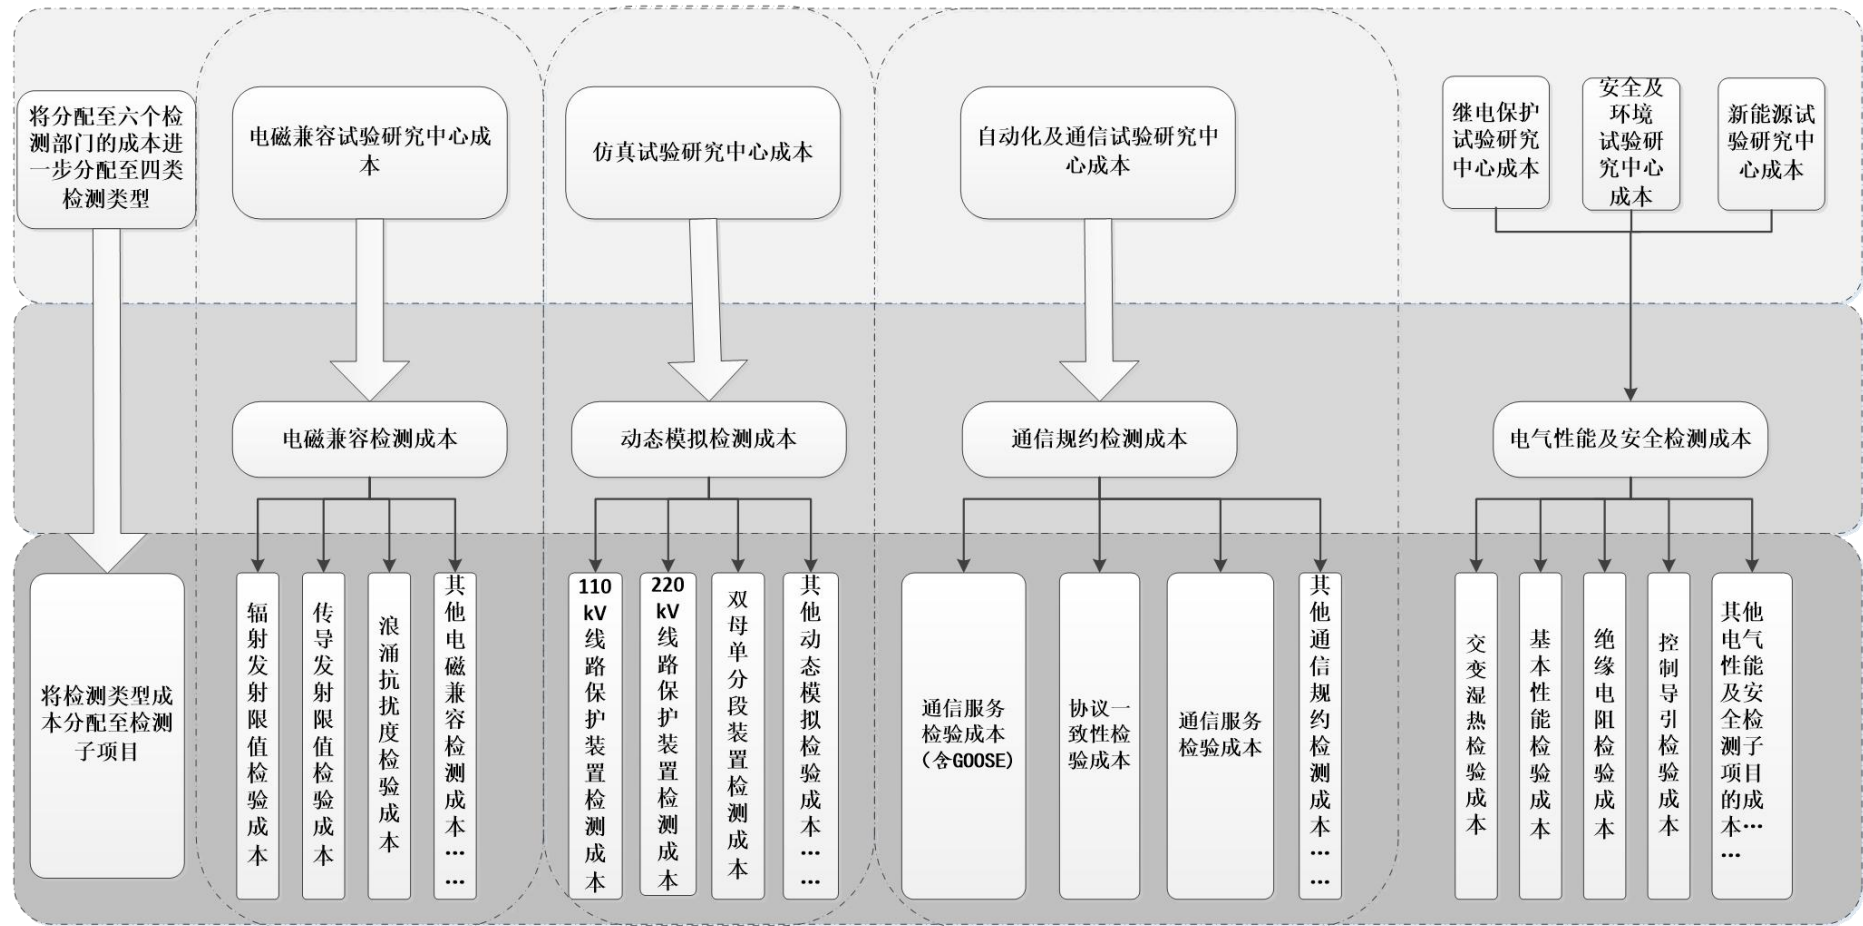 将分配至六个检
测部门的成本进
一步分配至四类
检测类型
电磁兼容试验研究中心成
本
仿真试验研究中心成本
自动化及通信试验研究中
心成本
继电保护
试验研究
中心成本
安全及
环境
试验研
究中心
成本
新能源试
验研究中
心成本
电磁兼容检测成本
动态模拟检测成本
通信规约检测成本
电气性能及安全检测成本
将检测类型成
本分配至检测
子项目
辐射发射限值检验成本
传导发射限值检验成本
浪涌抗扰度检验成本
其他电磁兼容检测成本……
110
kV
线路保护装置检测成本
220
kV
线路保护装置检测成本
双母单分段装置检测成本
其他动态模拟检验成本……
通信服务
检验成本
（含GOOSE）
协议一
致性检
验成本
通信服务
检验成本
其他通信规约检测成本……
交变湿热检验成本
基本性能检验成本
绝缘电阻检验成本
控制导引检验成本
其他
电气
性能
及安
全检
测子
项目
的成
本…
…